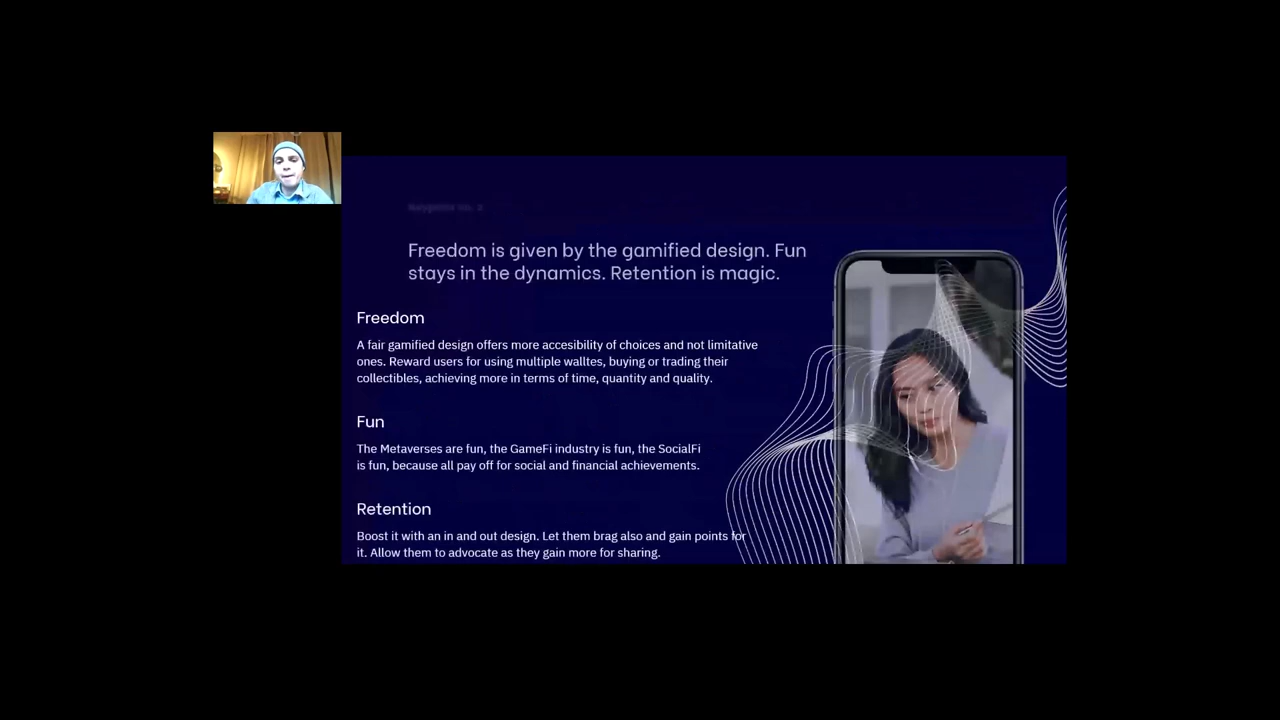 Freedom is given by the gamified design. Fun
stays in the dynamics. Retention is magic.
Freedom
A fair gamified design offers more accesibility of choices and not limitative
ones. Reward users for using multiple walltes, buying or trading their
collectibles, achieving more in terms of time, quantity and quality.
Fun
The Metaverses are fun, the GameFi industry is fun, the SocialFi
is fun, because all pay off for social and financial achievements.
Retention
Boost it with an in and out design. Let them brag also and gain points for
it. Allow them to advocate as they gain more for sharing.